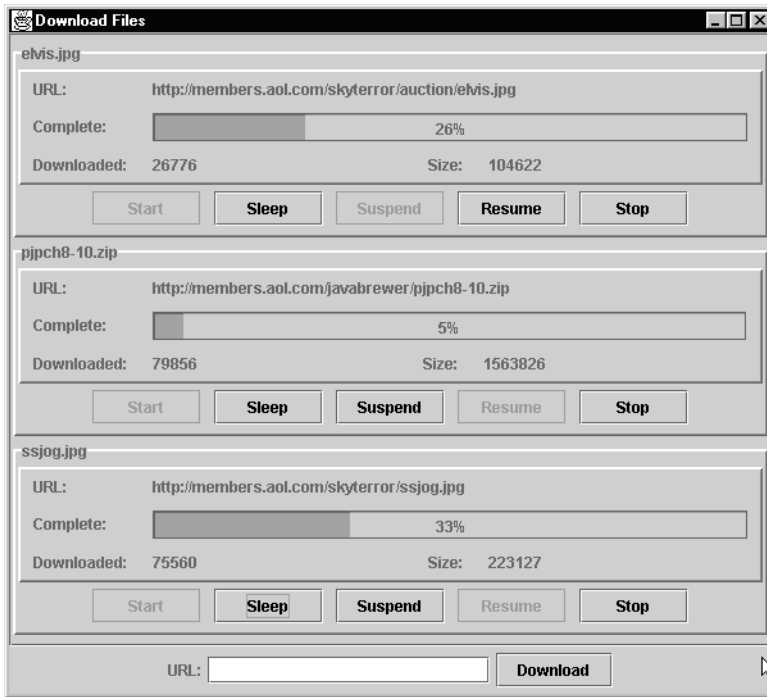 Download Files
elvis.jpg
URL: http://members.aol.com/skyterror/auction/elvis.jpg
Complete: 26%
Downloaded: 26776 Size: 104622
Start Sleep Suspend Resume Stop
pjpch8-10.zip
URL: http://members.aol.com/javabrewer/pjpch8-10.zip
Complete: 5%
Downloaded: 79856 Size: 1563826
Start Sleep Suspend Resume Stop
ssjog.jpg
URL: http://members.aol.com/skyterror/ssjog.jpg
Complete: 33%
Downloaded: 75560 Size: 223127
Start Sleep Suspend Resume Stop
URL: Download